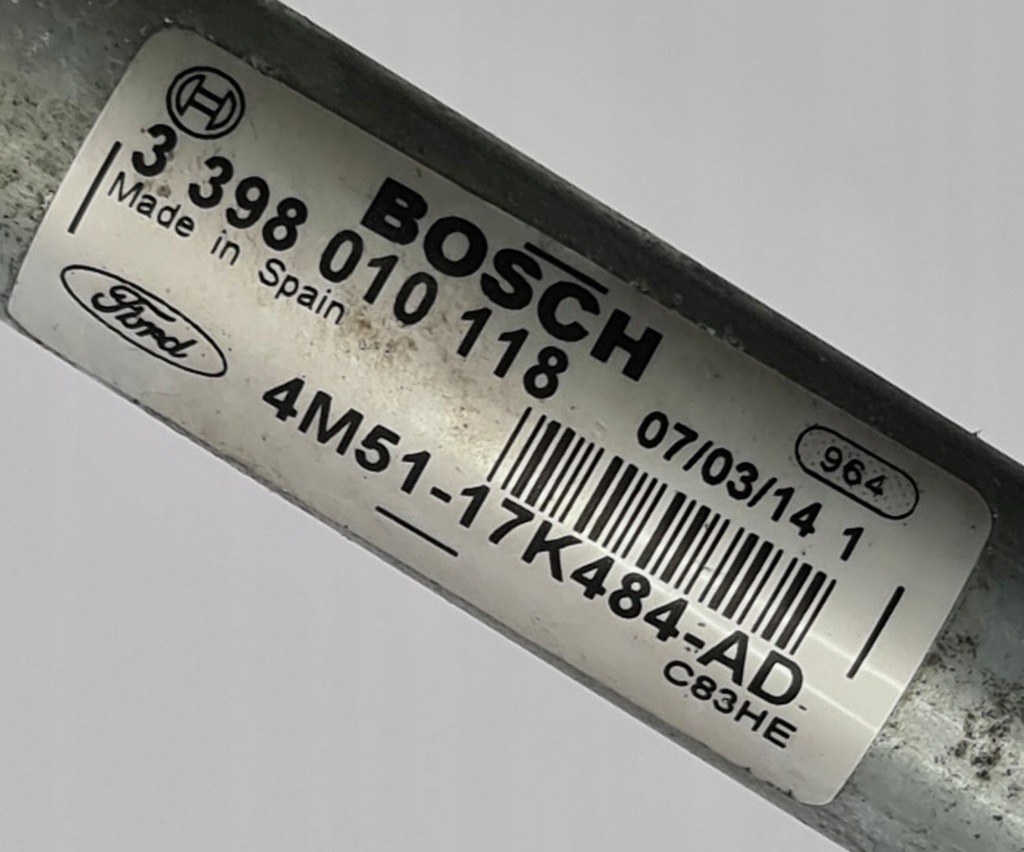 BOSCH
3 398 010 118
Made in Spain
07/03/14 1
964
Ford
4M51-17K484-AD
C83HE